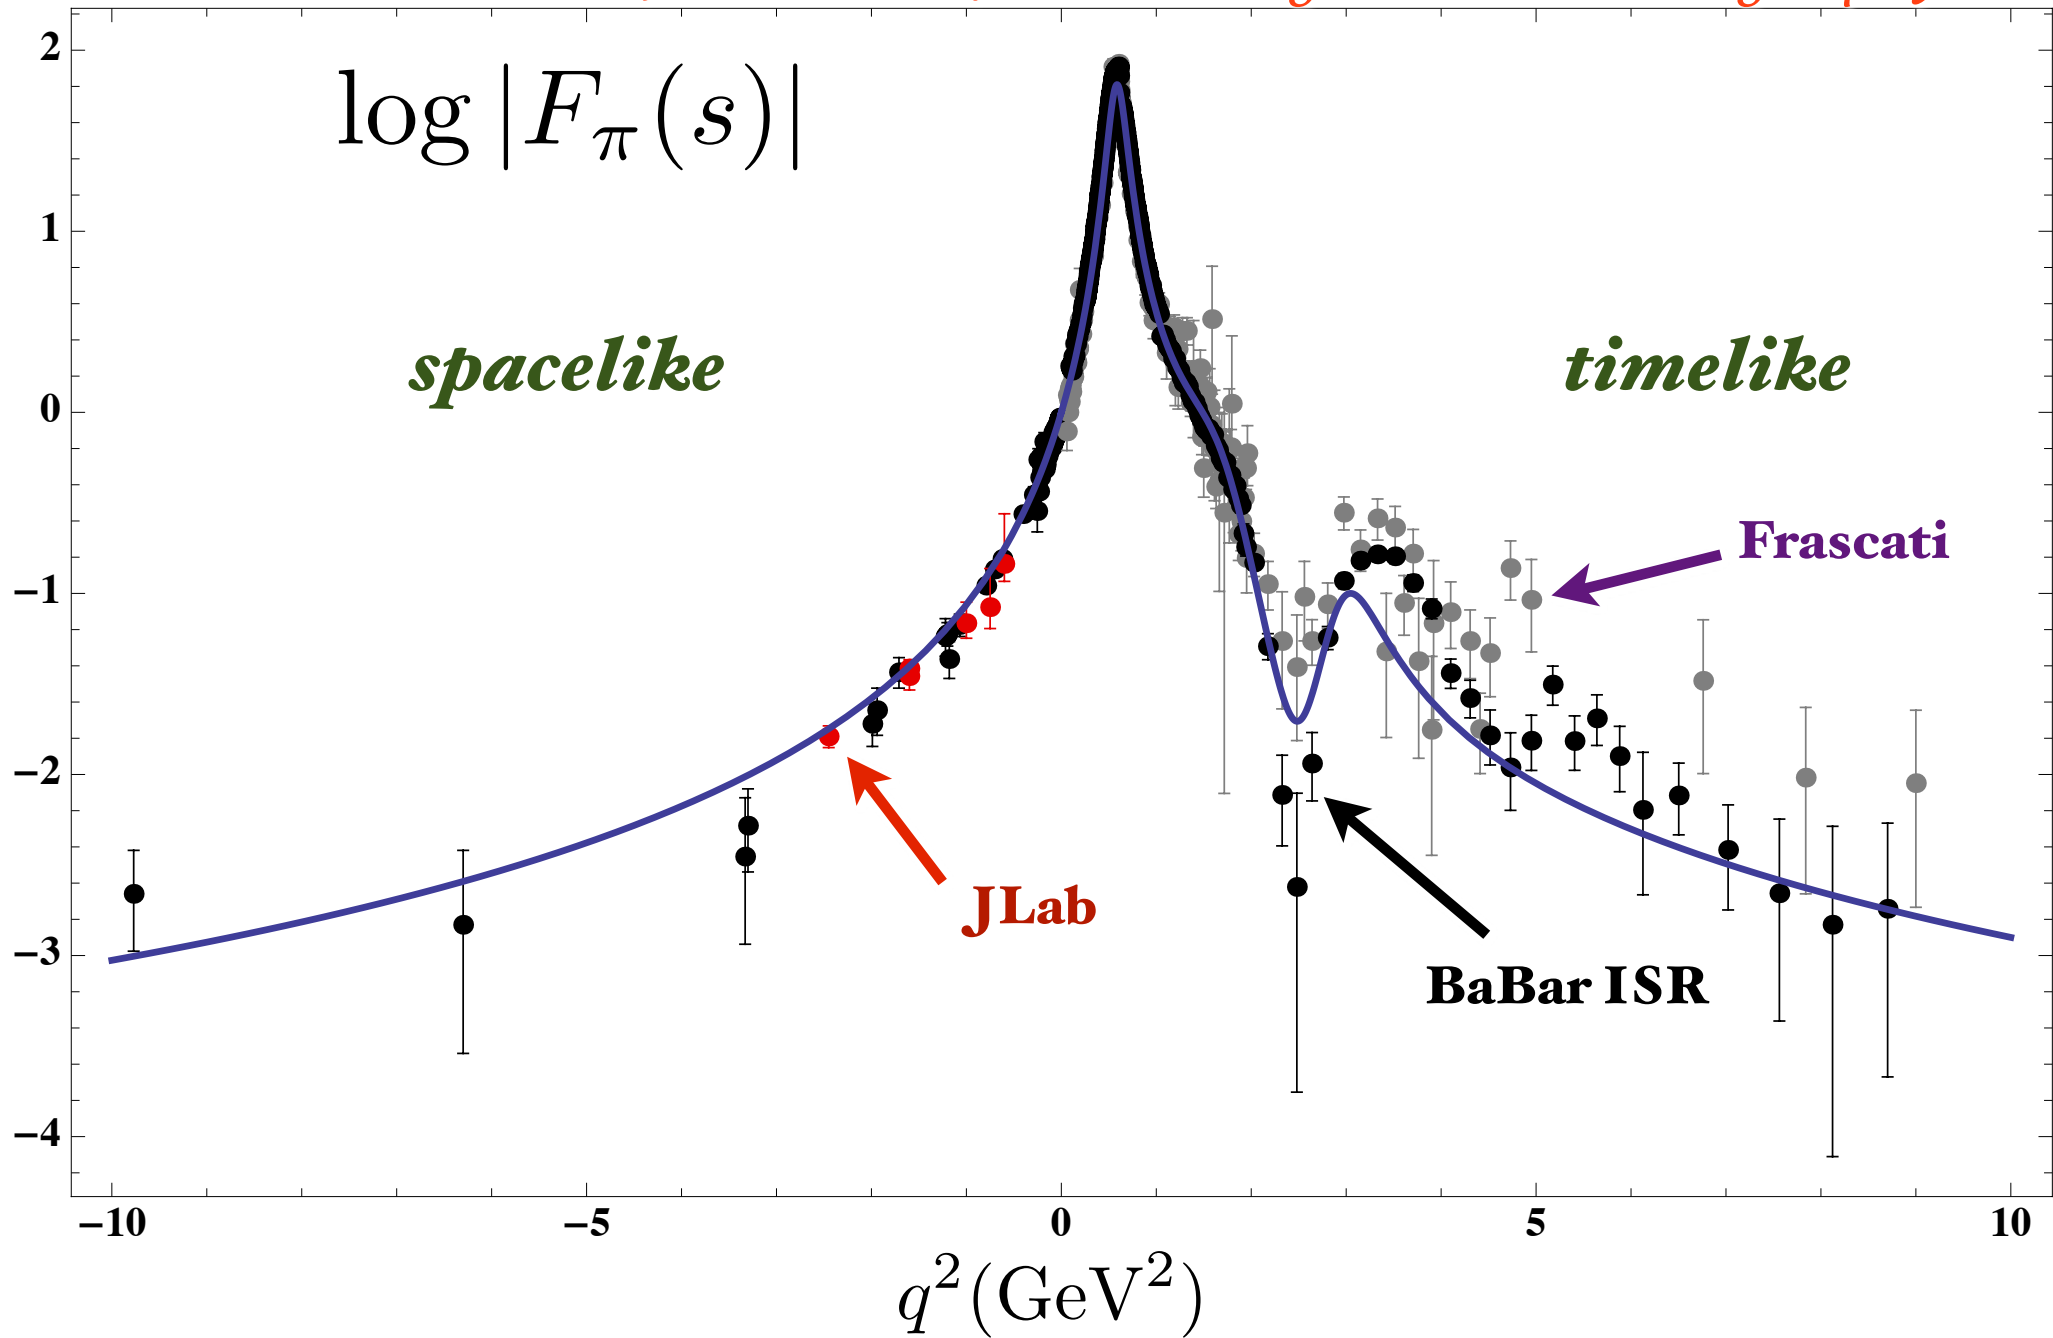 log |Fπ(s)|
2
1
0
−1
−2
−3
−4
spacelike
timelike
Frascati
JLab
BaBar ISR
−10 −5 0 5 10
q²(GeV²)